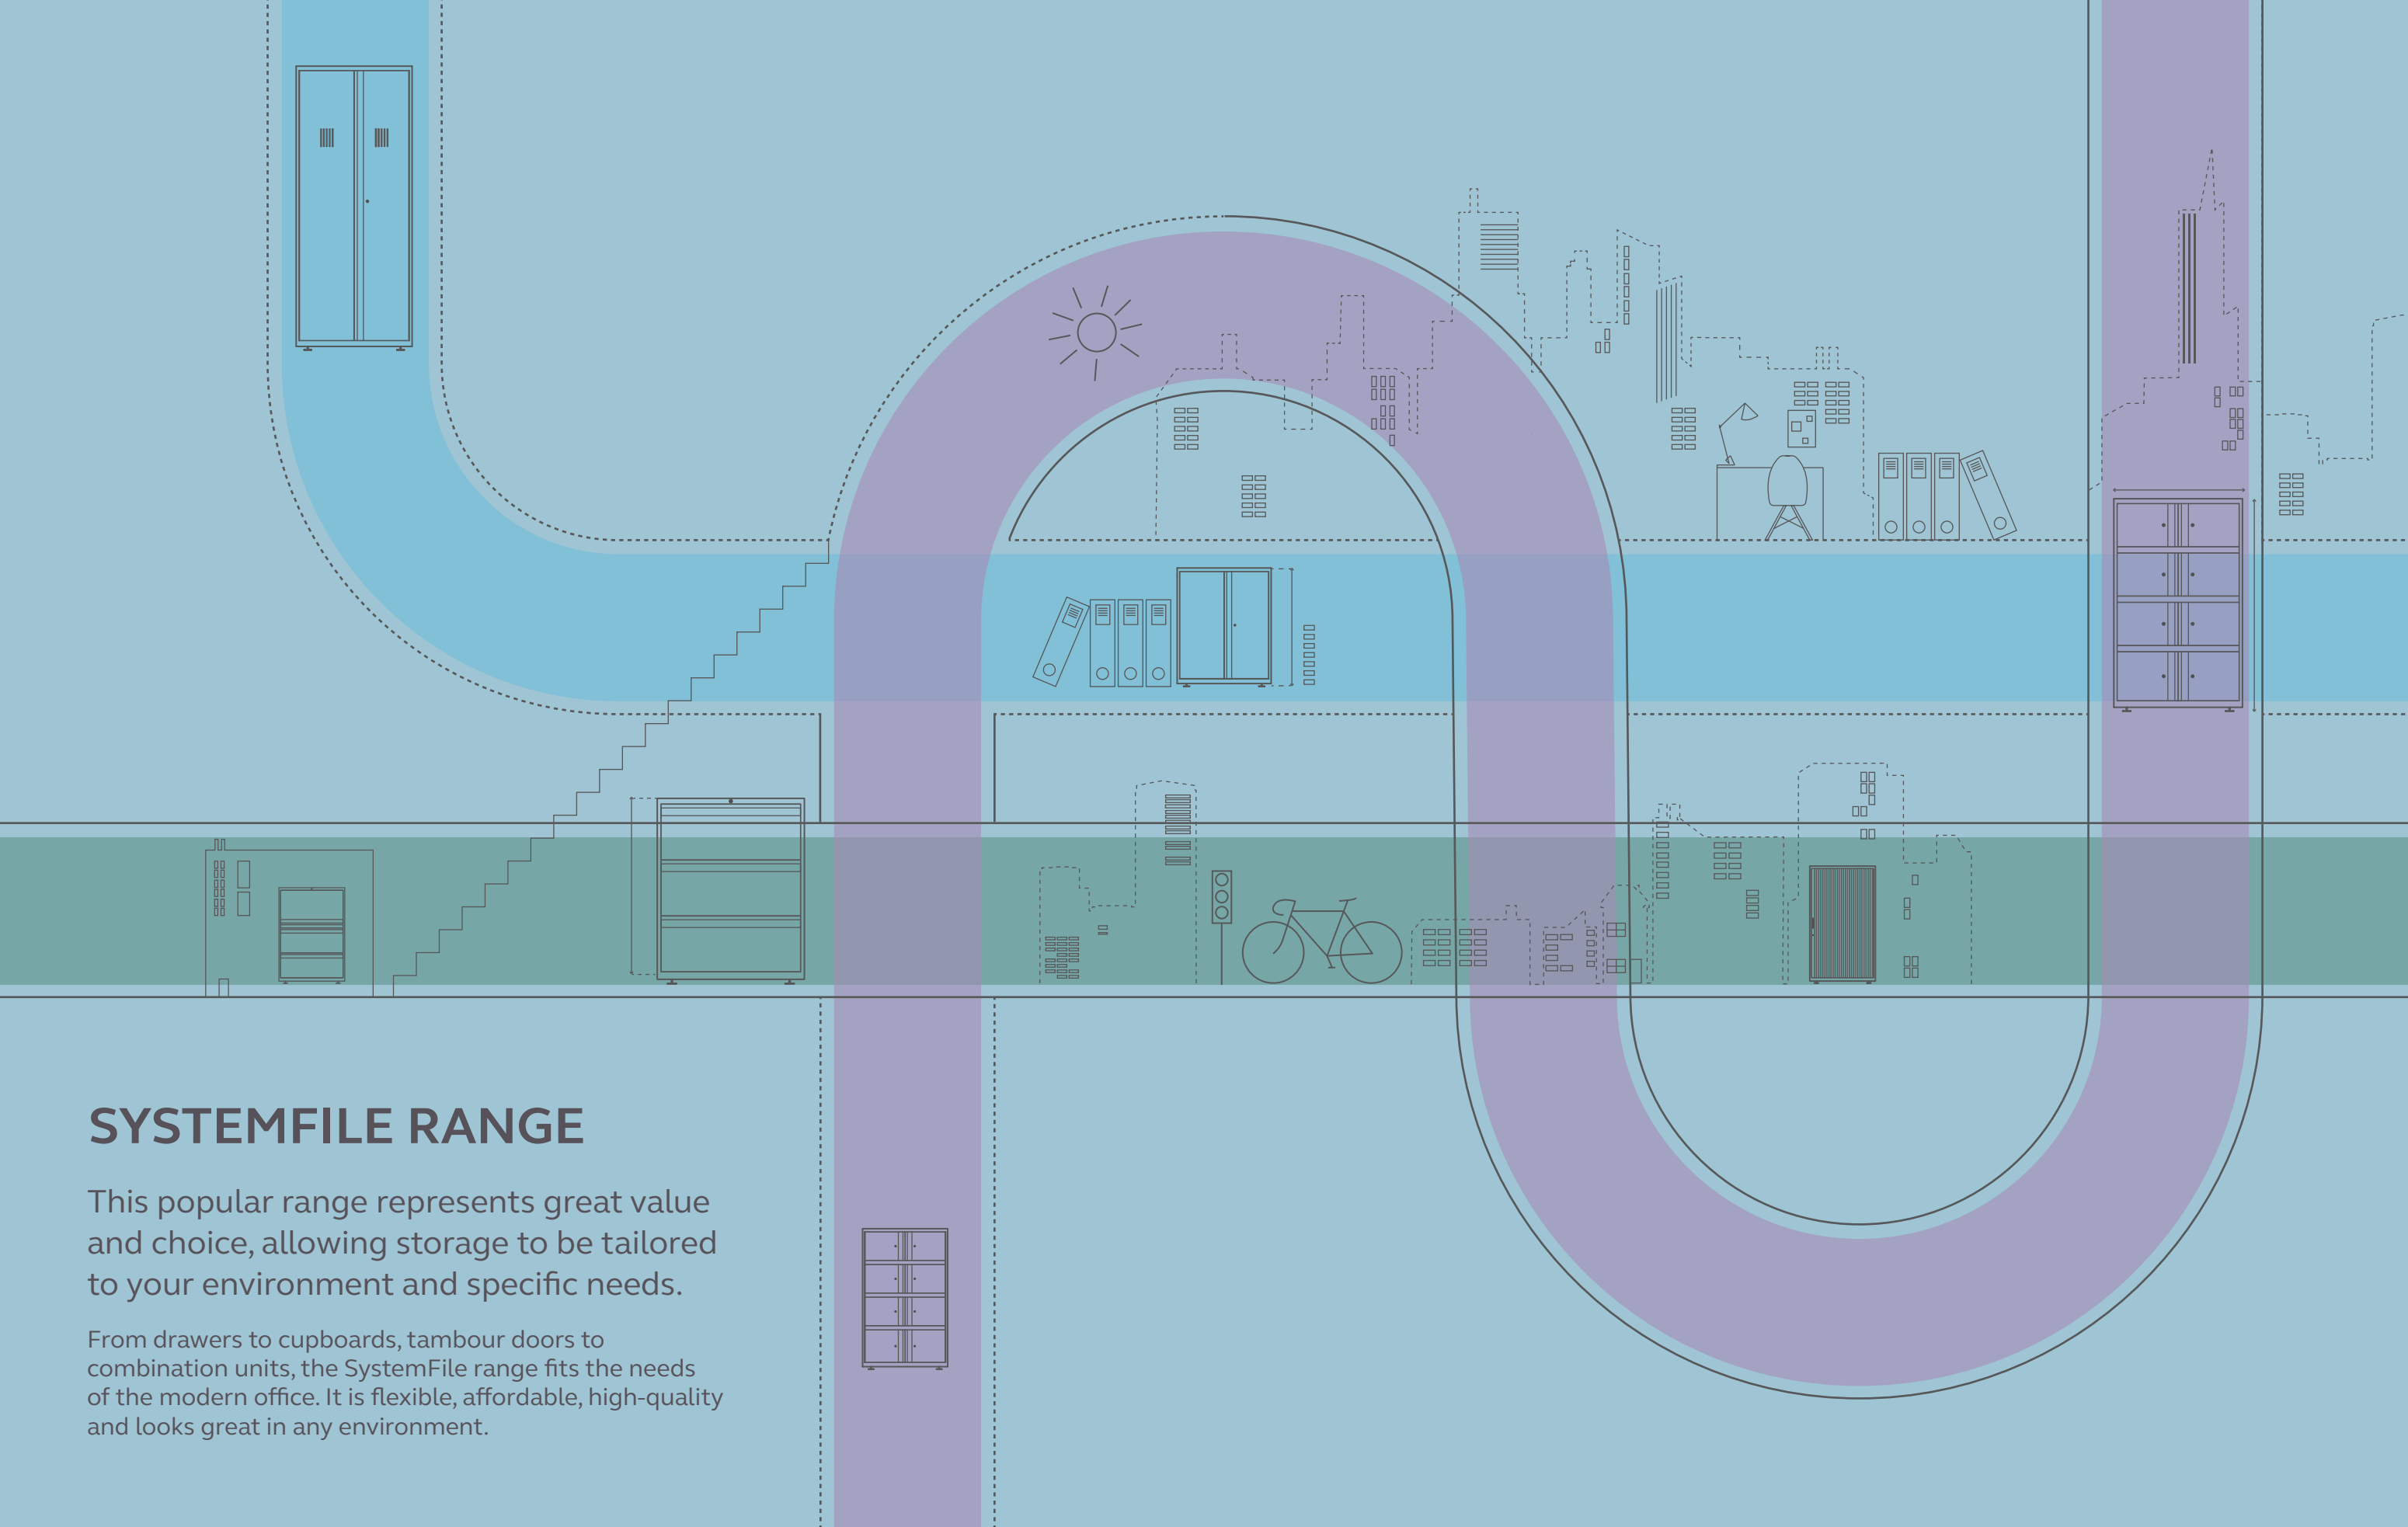 SYSTEMFILE RANGE
This popular range represents great value
and choice, allowing storage to be tailored
to your environment and specific needs.
From drawers to cupboards, tambour doors to
combination units, the SystemFile range fits the needs
of the modern office. It is flexible, affordable, high-quality
and looks great in any environment.